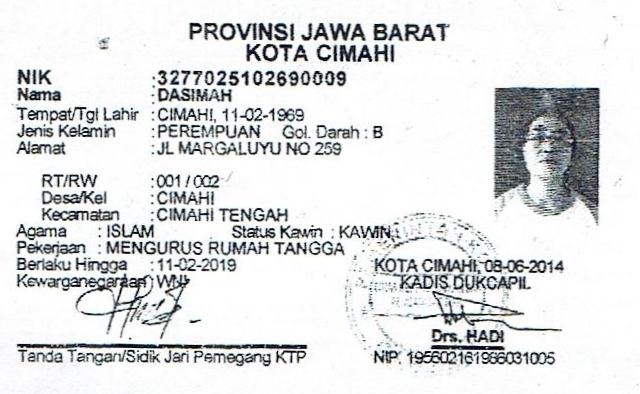 PROVINSI JAWA BARAT
KOTA CIMAHI
NIK :3277025102690009
Nama :DASIMAH
Tempat/Tgl Lahir :CIMAHI, 11-02-1969
Jenis Kelamin :PEREMPUAN Gol. Darah : B
Alamat :JL MARGALUYU NO 259
RT/RW :001 / 002
Desa/Kel :CIMAHI
Kecamatan :CIMAHI TENGAH
Agama : ISLAM Status Kawin : KAWIN
Pekerjaan : MENGURUS RUMAH TANGGA
Berlaku Hingga :11-02-2019
Kewarganegaraan WNI
KOTA CIMAHI, 08-06-2014
KADIS DUKCAPIL
Drs. HADI
NIP. 195602161986031005
Tanda Tangan/Sidik Jari Pemegang KTP